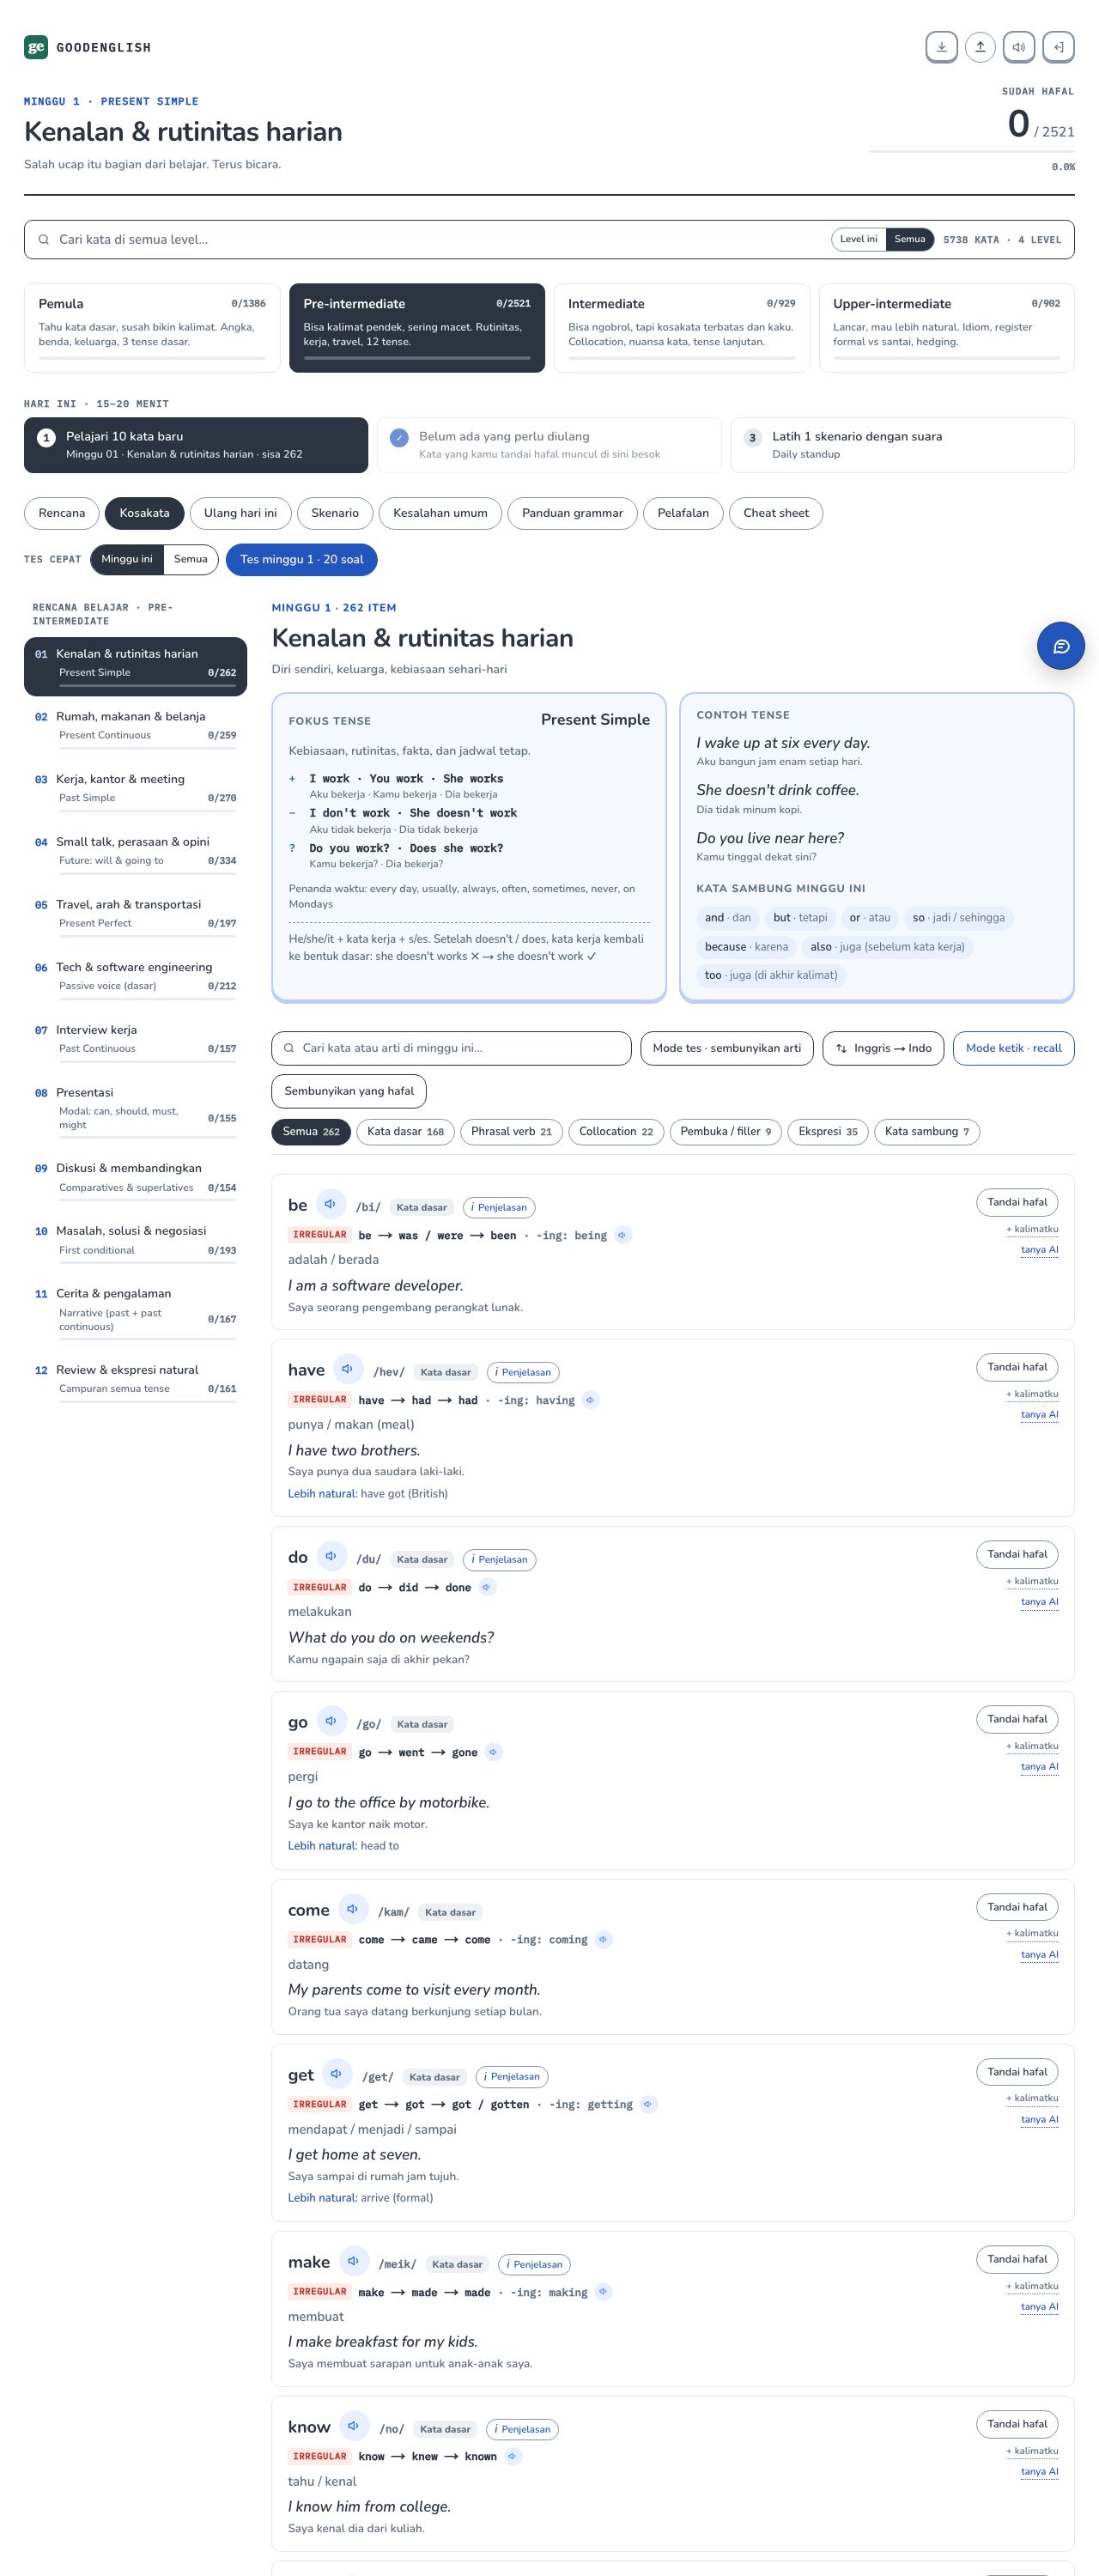 ge GOODENGLISH
MINGGU 1 · PRESENT SIMPLE
Kenalan & rutinitas harian
Salah ucap itu bagian dari belajar. Terus bicara.
SUDAH HAFAL
0 / 2521
0.0%
Cari kata di semua level...
Level ini Semua 5738 KATA · 4 LEVEL
Pemula 0/1386
Tahu kata dasar, susah bikin kalimat. Angka,
benda, keluarga, 3 tense dasar.
Pre-intermediate 0/2521
Bisa kalimat pendek, sering macet. Rutinitas,
kerja, travel, 12 tense.
Intermediate 0/929
Bisa ngobrol, tapi kosakata terbatas dan kaku.
Collocation, nuansa kata, tense lanjutan.
Upper-intermediate 0/902
Lancar, mau lebih natural. Idiom, register
formal vs santai, hedging.
HARI INI · 15–20 MENIT
1 Pelajari 10 kata baru
Minggu 01 · Kenalan & rutinitas harian · sisa 262
✓ Belum ada yang perlu diulang
Kata yang kamu tandai hafal muncul di sini besok
3 Latih 1 skenario dengan suara
Daily standup
Rencana Kosakata Ulang hari ini Skenario Kesalahan umum Panduan grammar Pelafalan Cheat sheet
TES CEPAT Minggu ini Semua Tes minggu 1 · 20 soal
RENCANA BELAJAR · PRE-
INTERMEDIATE
01 Kenalan & rutinitas harian
Present Simple 0/262
02 Rumah, makanan & belanja
Present Continuous 0/259
03 Kerja, kantor & meeting
Past Simple 0/270
04 Small talk, perasaan & opini
Future: will & going to 0/334
05 Travel, arah & transportasi
Present Perfect 0/197
06 Tech & software engineering
Passive voice (dasar) 0/212
07 Interview kerja
Past Continuous 0/157
08 Presentasi
Modal: can, should, must,
might 0/155
09 Diskusi & membandingkan
Comparatives & superlatives 0/154
10 Masalah, solusi & negosiasi
First conditional 0/193
11 Cerita & pengalaman
Narrative (past + past
continuous) 0/167
12 Review & ekspresi natural
Campuran semua tense 0/161
MINGGU 1 · 262 ITEM
Kenalan & rutinitas harian
Diri sendiri, keluarga, kebiasaan sehari-hari
FOKUS TENSE Present Simple
Kebiasaan, rutinitas, fakta, dan jadwal tetap.
+ I work · You work · She works
Aku bekerja · Kamu bekerja · Dia bekerja
− I don't work · She doesn't work
Aku tidak bekerja · Dia tidak bekerja
? Do you work? · Does she work?
Kamu bekerja? · Dia bekerja?
Penanda waktu: every day, usually, always, often, sometimes, never, on
Mondays
He/she/it + kata kerja + s/es. Setelah doesn't / does, kata kerja kembali
ke bentuk dasar: she doesn't works ✕ → she doesn't work ✓
CONTOH TENSE
I wake up at six every day.
Aku bangun jam enam setiap hari.
She doesn't drink coffee.
Dia tidak minum kopi.
Do you live near here?
Kamu tinggal dekat sini?
KATA SAMBUNG MINGGU INI
and · dan but · tetapi or · atau so · jadi / sehingga
because · karena also · juga (sebelum kata kerja)
too · juga (di akhir kalimat)
Cari kata atau arti di minggu ini... Mode tes · sembunyikan arti Inggris → Indo Mode ketik · recall
Sembunyikan yang hafal
Semua 262 Kata dasar 168 Phrasal verb 21 Collocation 22 Pembuka / filler 9 Ekspresi 35 Kata sambung 7
be /bi/ Kata dasar i Penjelasan Tandai hafal
IRREGULAR be → was / were → been · -ing: being + kalimatku
adalah / berada tanya AI
I am a software developer.
Saya seorang pengembang perangkat lunak.
have /hev/ Kata dasar i Penjelasan Tandai hafal
IRREGULAR have → had → had · -ing: having + kalimatku
punya / makan (meal) tanya AI
I have two brothers.
Saya punya dua saudara laki-laki.
Lebih natural: have got (British)
do /du/ Kata dasar i Penjelasan Tandai hafal
IRREGULAR do → did → done + kalimatku
melakukan tanya AI
What do you do on weekends?
Kamu ngapain saja di akhir pekan?
go /go/ Kata dasar Tandai hafal
IRREGULAR go → went → gone + kalimatku
pergi tanya AI
I go to the office by motorbike.
Saya ke kantor naik motor.
Lebih natural: head to
come /kam/ Kata dasar Tandai hafal
IRREGULAR come → came → come · -ing: coming + kalimatku
datang tanya AI
My parents come to visit every month.
Orang tua saya datang berkunjung setiap bulan.
get /get/ Kata dasar i Penjelasan Tandai hafal
IRREGULAR get → got → got / gotten · -ing: getting + kalimatku
mendapat / menjadi / sampai tanya AI
I get home at seven.
Saya sampai di rumah jam tujuh.
Lebih natural: arrive (formal)
make /meik/ Kata dasar i Penjelasan Tandai hafal
IRREGULAR make → made → made · -ing: making + kalimatku
membuat tanya AI
I make breakfast for my kids.
Saya membuat sarapan untuk anak-anak saya.
know /no/ Kata dasar i Penjelasan Tandai hafal
IRREGULAR know → knew → known + kalimatku
tahu / kenal tanya AI
I know him from college.
Saya kenal dia dari kuliah.